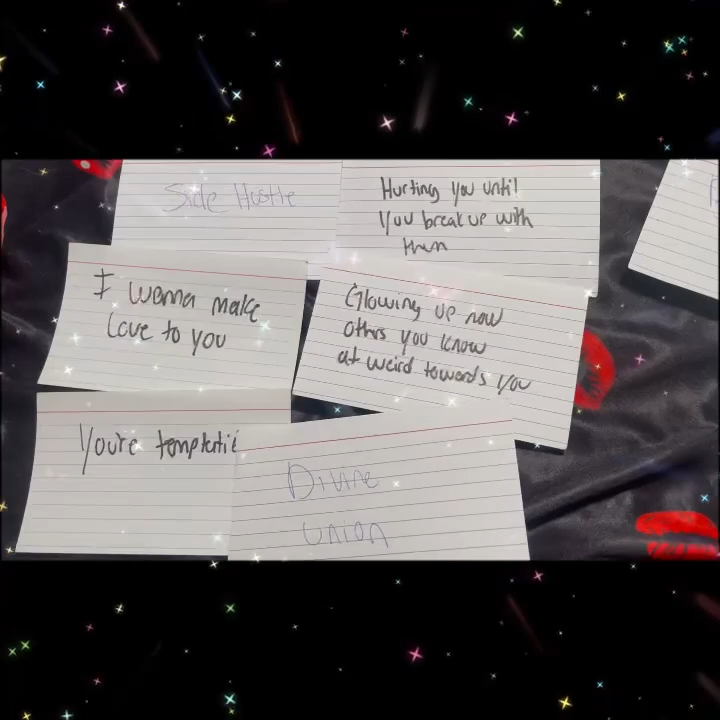 Side Hustle
Hurting you until
you break up with
them
I wanna make
love to you
Glowing up now
others you know
at weird towards you
You're temptati
Divine
Union